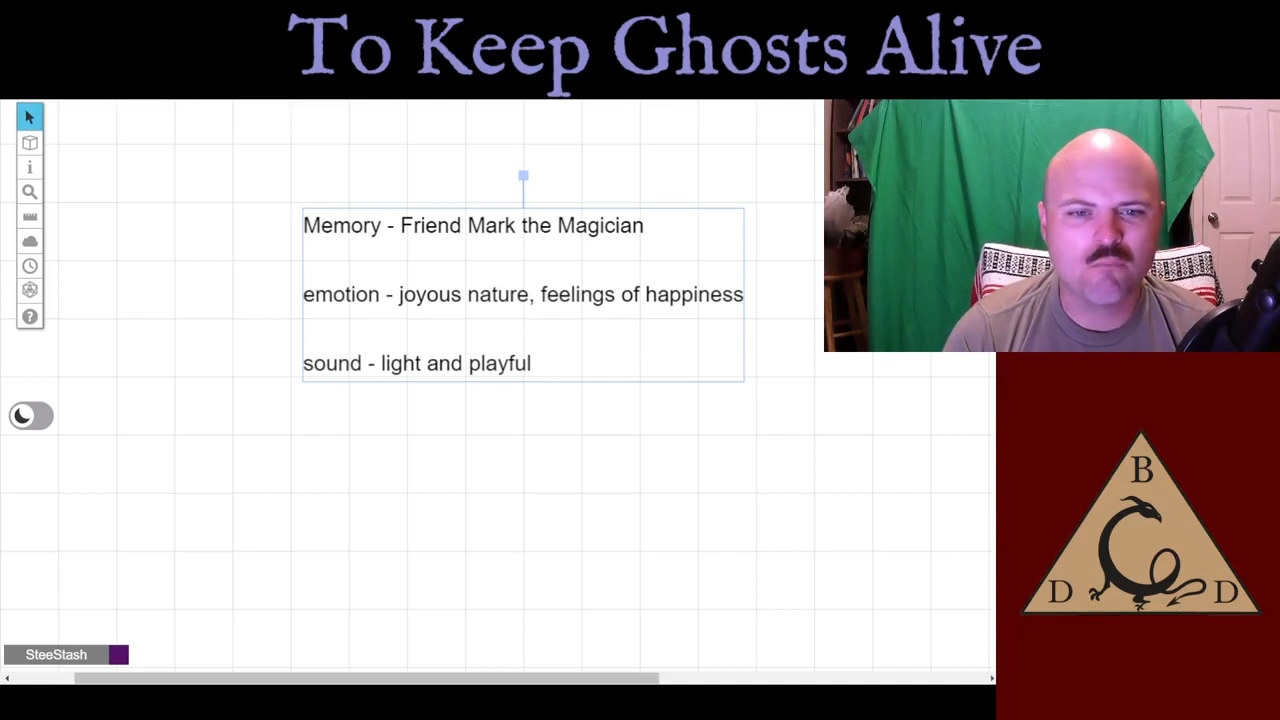 To Keep Ghosts Alive
Memory - Friend Mark the Magician
emotion - joyous nature, feelings of happiness
sound - light and playful
SteeStash
B
D D